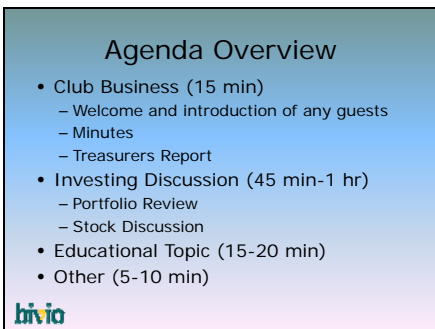 Agenda Overview
• Club Business (15 min)
– Welcome and introduction of any guests
– Minutes
– Treasurers Report
• Investing Discussion (45 min-1 hr)
– Portfolio Review
– Stock Discussion
• Educational Topic (15-20 min)
• Other (5-10 min)
bivio